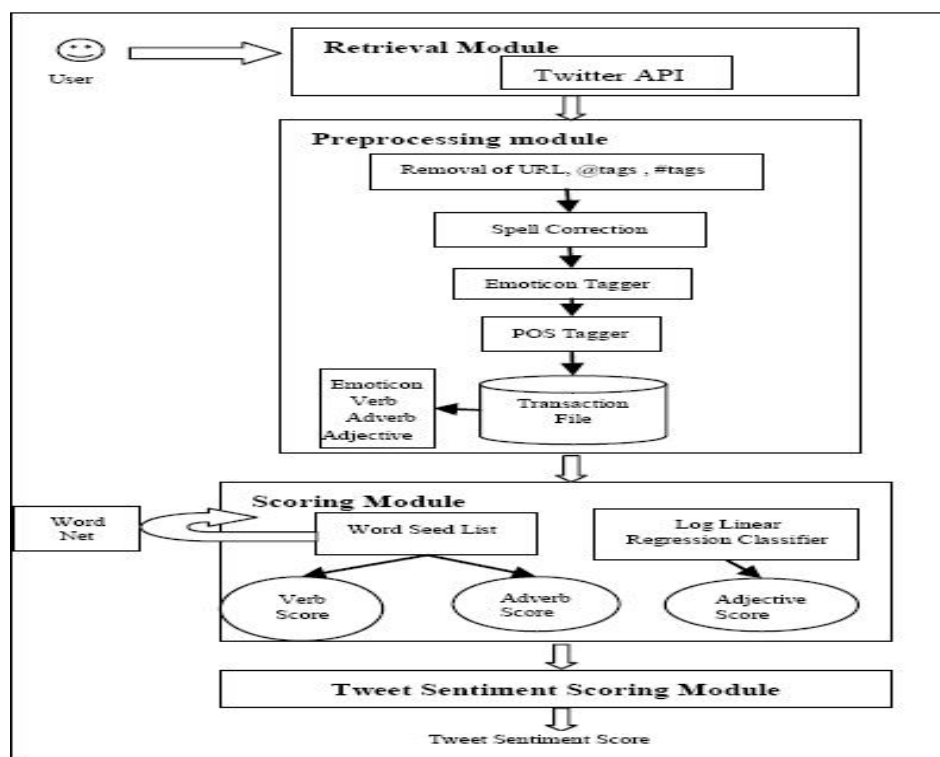 User
Retrieval Module
Twitter API
Preprocessing module
Removal of URL, @tags , #tags
Spell Correction
Emoticon Tagger
POS Tagger
Emoticon
Verb
Adverb
Adjective
Transaction
File
Scoring Module
Word
Net
Word Seed List
Log Linear
Regression Classifier
Verb
Score
Adverb
Score
Adjective
Score
Tweet Sentiment Scoring Module
Tweet Sentiment Score